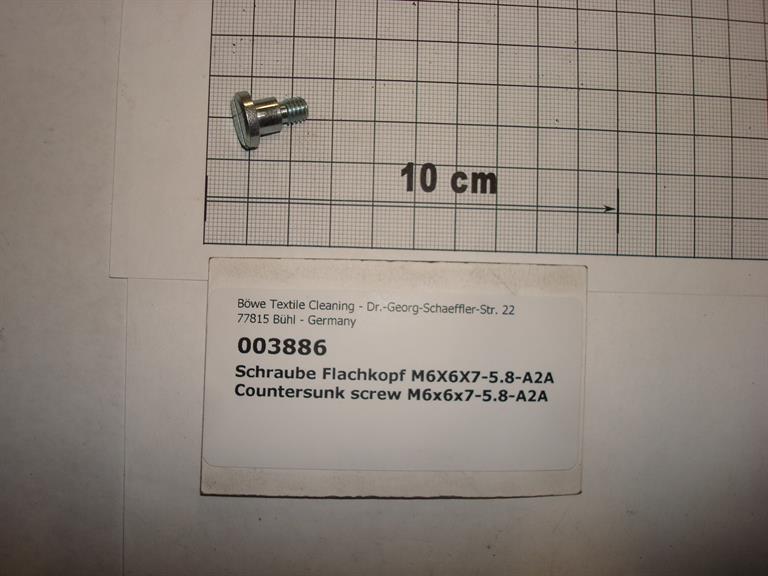 10 cm
Böwe Textile Cleaning - Dr.-Georg-Schaeffler-Str. 22
77815 Bühl - Germany
003886
Schraube Flachkopf M6X6X7-5.8-A2A
Countersunk screw M6x6x7-5.8-A2A